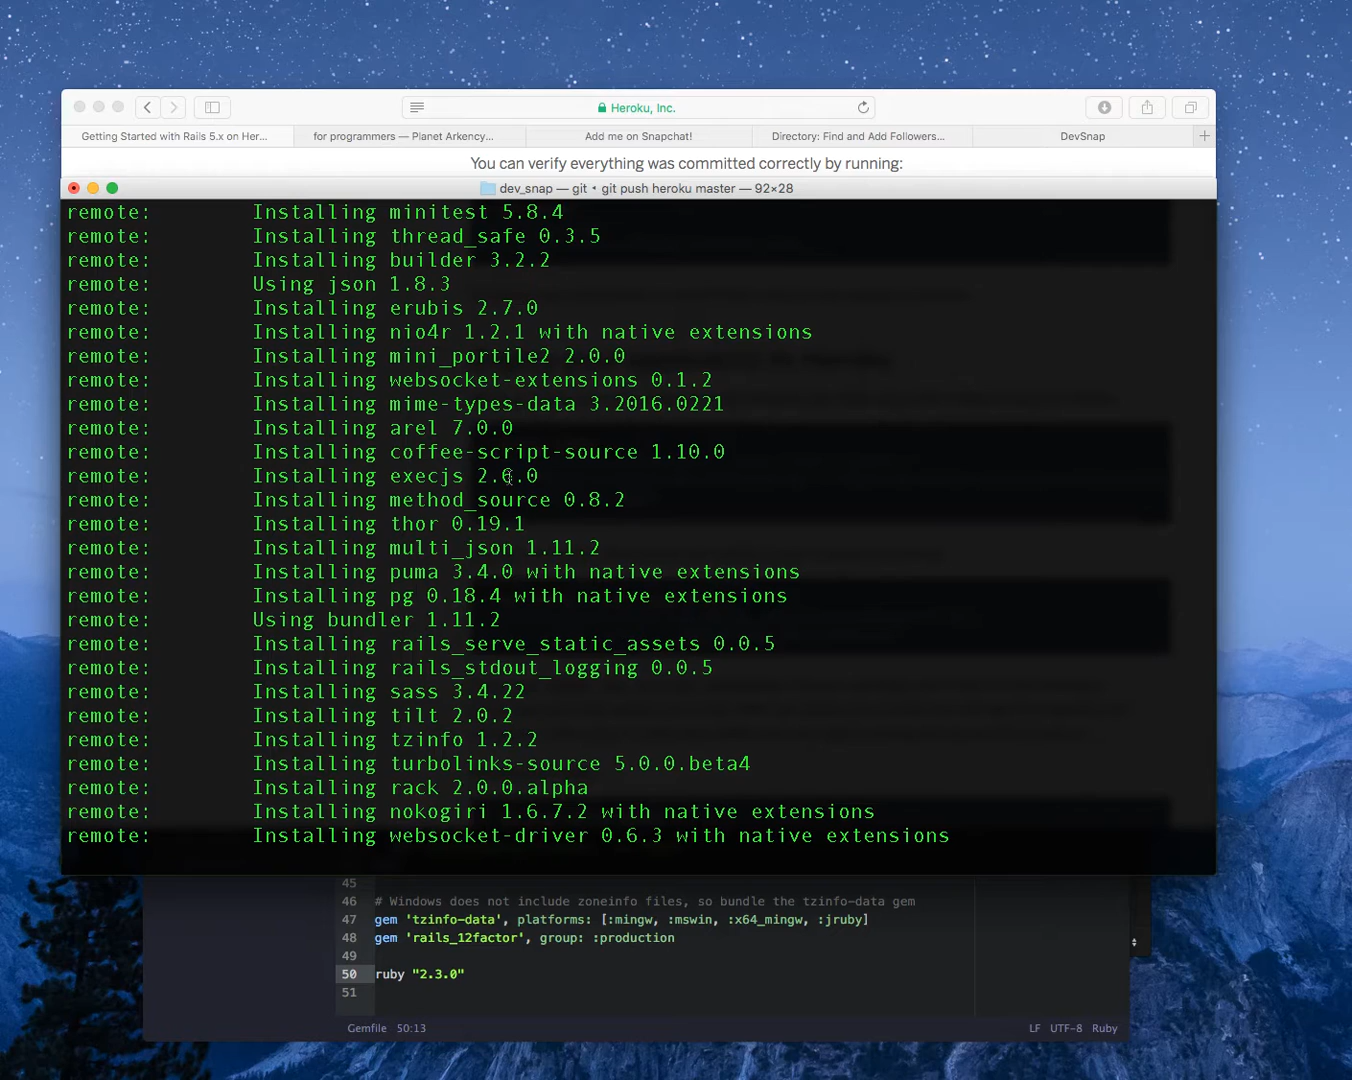 Heroku, Inc.
Getting Started with Rails 5.x on Her...
for programmers — Planet Arkency...
Add me on Snapchat!
Directory: Find and Add Followers...
DevSnap
You can verify everything was committed correctly by running:
dev_snap — git • git push heroku master — 92×28
remote: Installing minitest 5.8.4
remote: Installing thread_safe 0.3.5
remote: Installing builder 3.2.2
remote: Using json 1.8.3
remote: Installing erubis 2.7.0
remote: Installing nio4r 1.2.1 with native extensions
remote: Installing mini_portile2 2.0.0
remote: Installing websocket-extensions 0.1.2
remote: Installing mime-types-data 3.2016.0221
remote: Installing arel 7.0.0
remote: Installing coffee-script-source 1.10.0
remote: Installing execjs 2.6.0
remote: Installing method_source 0.8.2
remote: Installing thor 0.19.1
remote: Installing multi_json 1.11.2
remote: Installing puma 3.4.0 with native extensions
remote: Installing pg 0.18.4 with native extensions
remote: Using bundler 1.11.2
remote: Installing rails_serve_static_assets 0.0.5
remote: Installing rails_stdout_logging 0.0.5
remote: Installing sass 3.4.22
remote: Installing tilt 2.0.2
remote: Installing tzinfo 1.2.2
remote: Installing turbolinks-source 5.0.0.beta4
remote: Installing rack 2.0.0.alpha
remote: Installing nokogiri 1.6.7.2 with native extensions
remote: Installing websocket-driver 0.6.3 with native extensions
45
46 # Windows does not include zoneinfo files, so bundle the tzinfo-data gem
47 gem 'tzinfo-data', platforms: [:mingw, :mswin, :x64_mingw, :jruby]
48 gem 'rails_12factor', group: :production
49
50 ruby "2.3.0"
51
Gemfile 50:13 LF UTF-8 Ruby